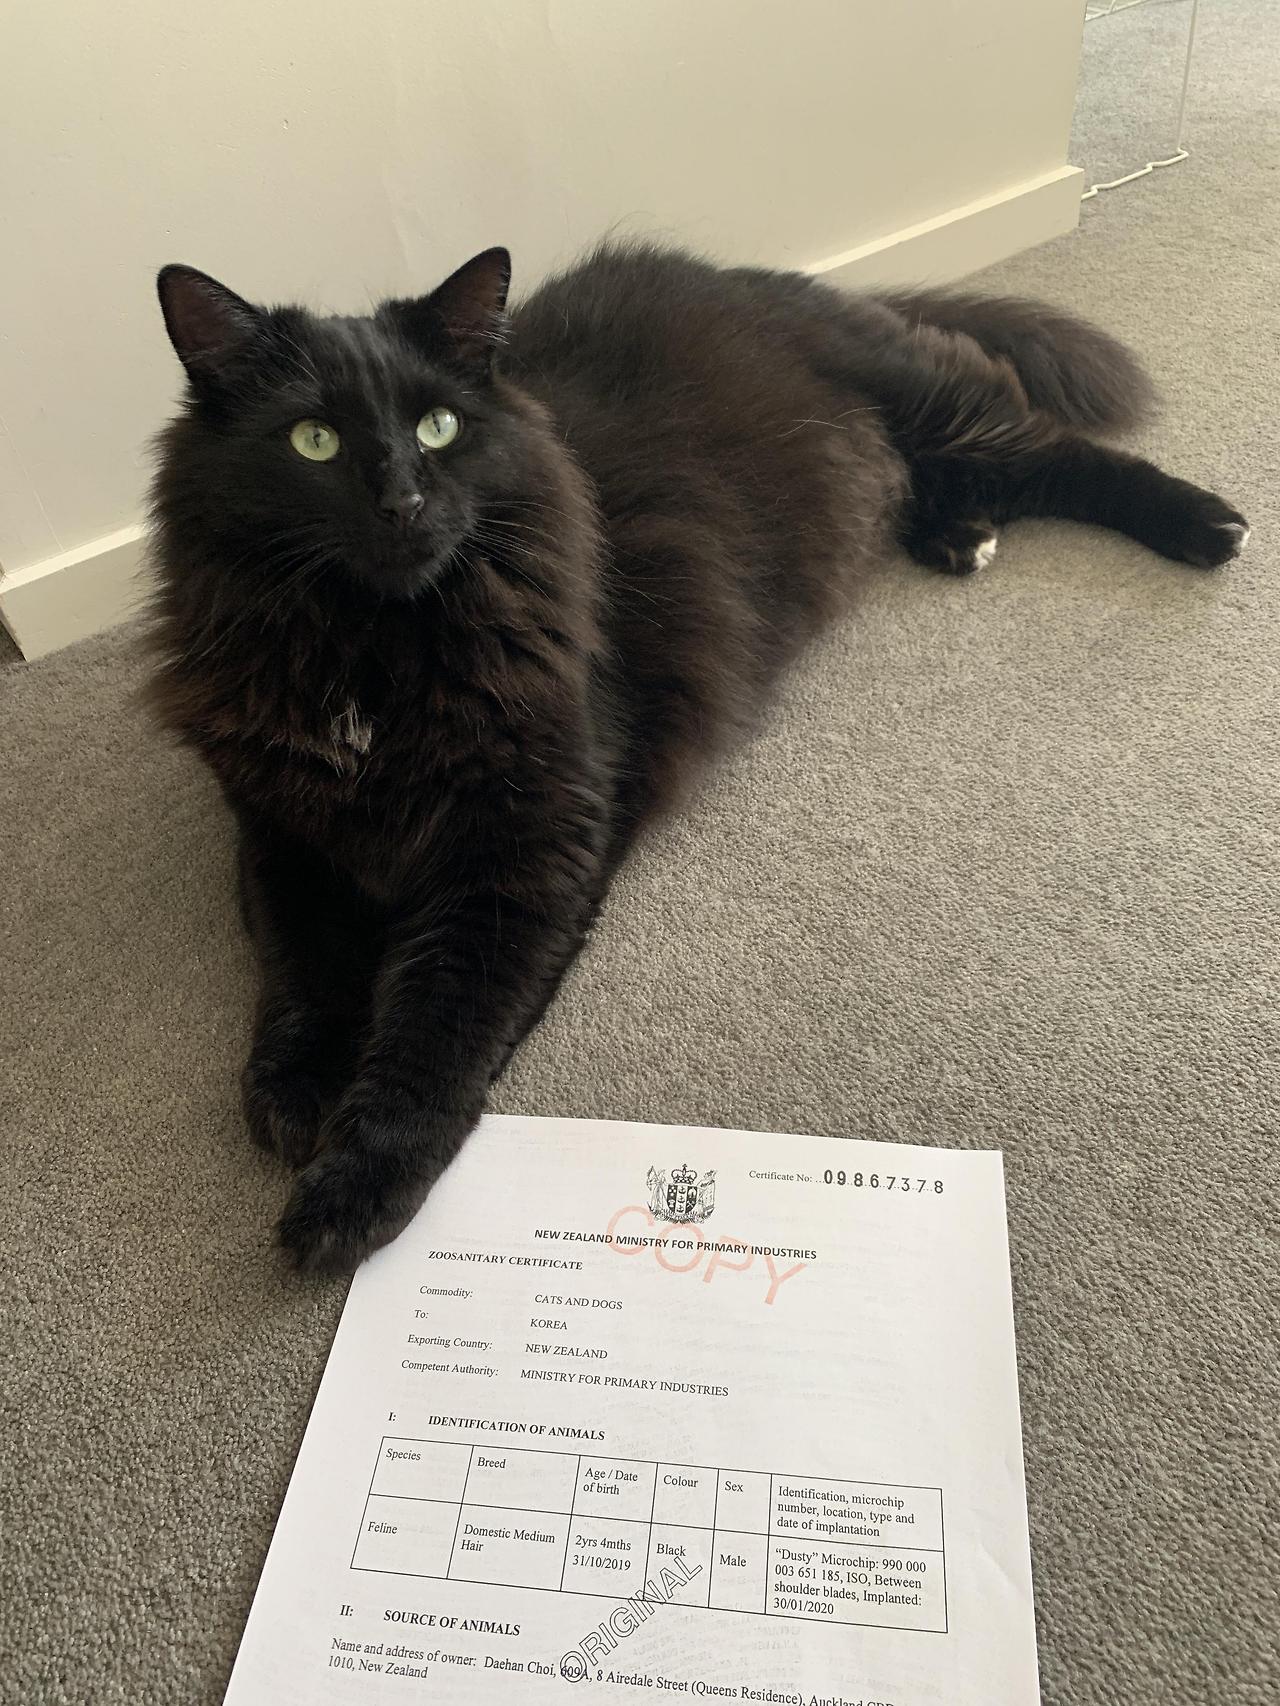 Certificate No: ...09867378
NEW ZEALAND MINISTRY FOR PRIMARY INDUSTRIES
COPY
ZOOSANITARY CERTIFICATE
Commodity: CATS AND DOGS
To: KOREA
Exporting Country: NEW ZEALAND
Competent Authority: MINISTRY FOR PRIMARY INDUSTRIES
I: IDENTIFICATION OF ANIMALS
Species
Breed
Age / Date
of birth
Colour
Sex
Identification, microchip
number, location, type and
date of implantation
Feline
Domestic Medium
Hair
2yrs 4mths
31/10/2019
Black
Male
“Dusty” Microchip: 990 000
003 651 185, ISO, Between
shoulder blades, Implanted:
30/01/2020
ORIGINAL
II: SOURCE OF ANIMALS
Name and address of owner: Daehan Choi, 609A, 8 Airedale Street (Queens Residence), Auckland CBD
1010, New Zealand